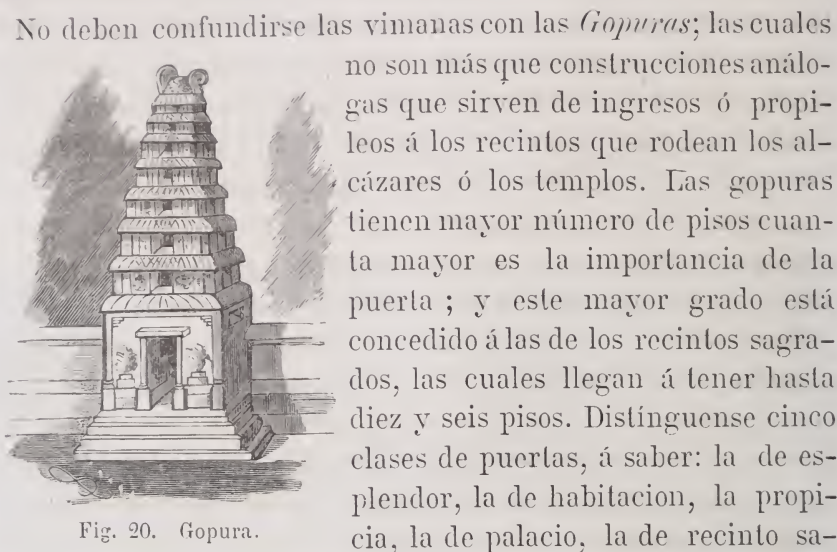 No deben confundirse las vimanas con las Gopuras; las cuales
no son más que construcciones análo-
gas que sirven de ingresos ó propi-
leos á los recintos que rodean los al-
cázares ó los templos. Las gopuras
tienen mayor número de pisos cuan-
ta mayor es la importancia de la
puerta ; y este mayor grado está
concedido á las de los recintos sagra-
dos, las cuales llegan á tener hasta
diez y seis pisos. Distínguense cinco
clases de puertas, á saber: la de es-
plendor, la de habitacion, la propi-
cia, la de palacio, la de recinto sa-
Fig. 20. Gopura.